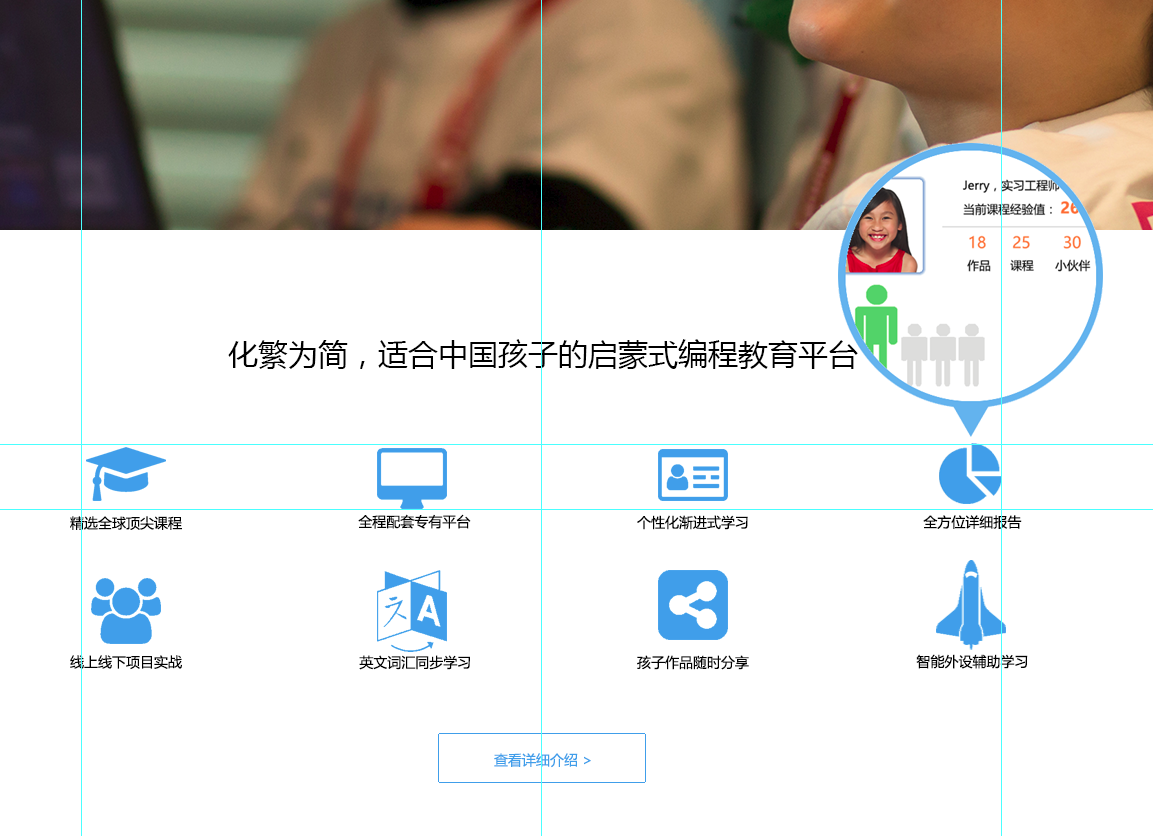 Jerry，实习工程师
当前课程经验值： 26
18 25 30
作品 课程 小伙伴
化繁为简，适合中国孩子的启蒙式编程教育平台
精选全球顶尖课程 全程配套专有平台 个性化渐进式学习 全方位详细报告
文 A
线上线下项目实战 英文词汇同步学习 孩子作品随时分享 智能外设辅助学习
查看详细介绍 >